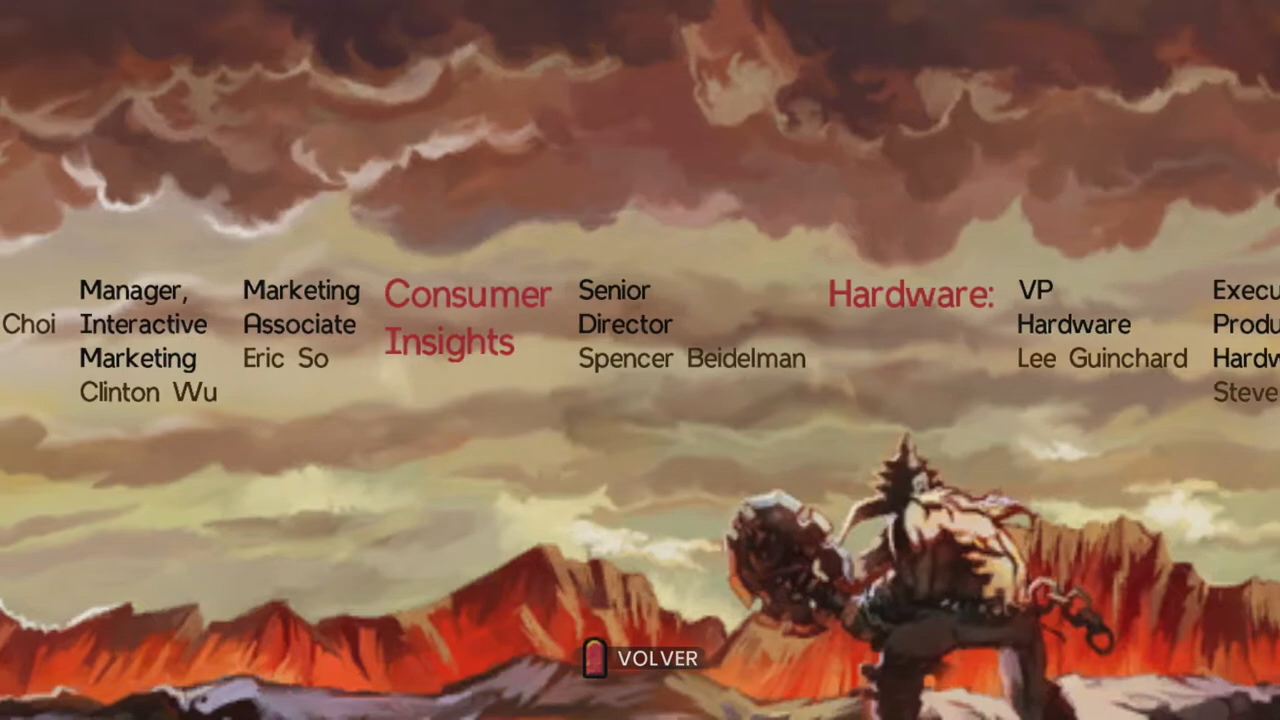 Choi
Manager,
Interactive
Marketing
Clinton Wu
Marketing
Associate
Eric So
Consumer
Insights
Senior
Director
Spencer Beidelman
Hardware:
VP
Hardware
Lee Guinchard
Steve
VOLVER